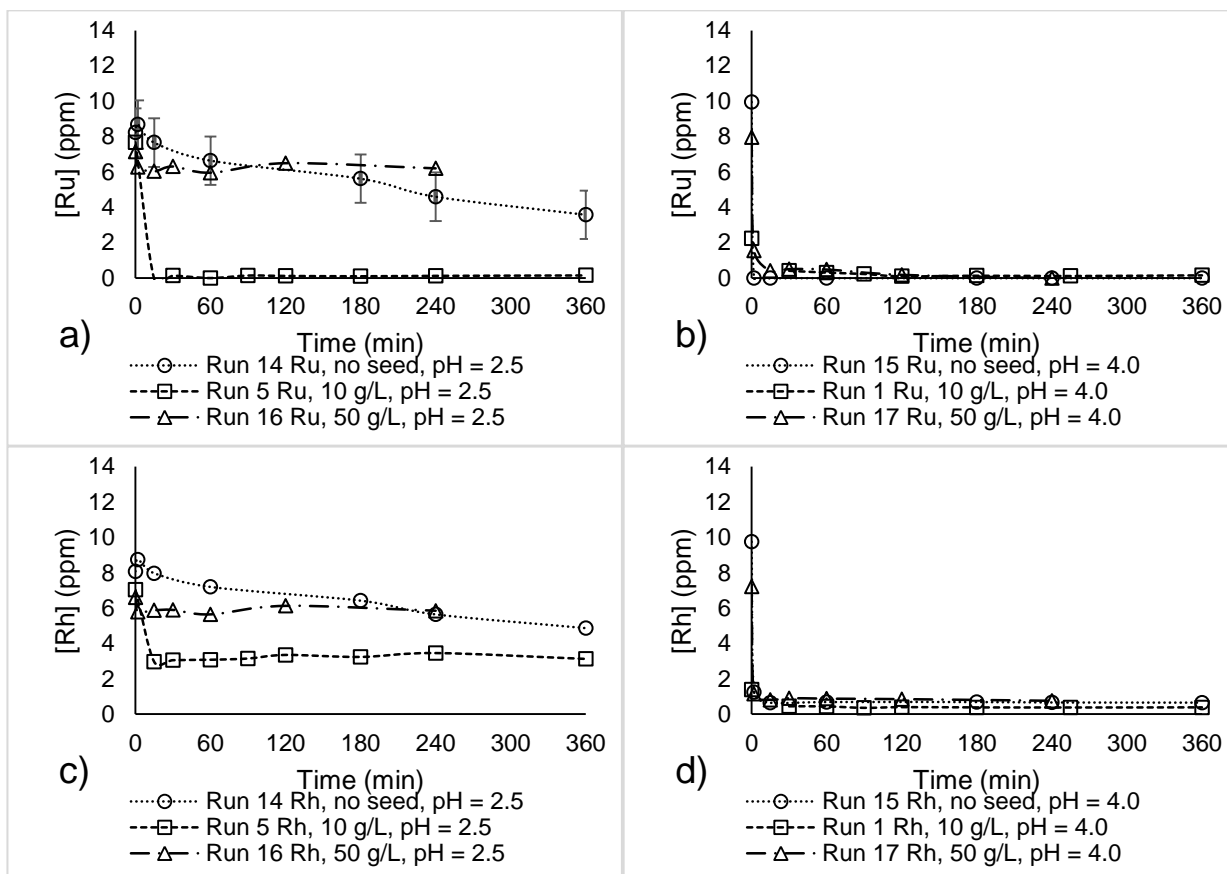 14
12
10
8
6
4
2
0
[Ru] (ppm)
0 60 120 180 240 300 360
Time (min)
a)
Run 14 Ru, no seed, pH = 2.5
Run 5 Ru, 10 g/L, pH = 2.5
Run 16 Ru, 50 g/L, pH = 2.5
14
12
10
8
6
4
2
0
[Ru] (ppm)
0 60 120 180 240 300 360
Time (min)
b)
Run 15 Ru, no seed, pH = 4.0
Run 1 Ru, 10 g/L, pH = 4.0
Run 17 Ru, 50 g/L, pH = 4.0
14
12
10
8
6
4
2
0
[Rh] (ppm)
0 60 120 180 240 300 360
Time (min)
c)
Run 14 Rh, no seed, pH = 2.5
Run 5 Rh, 10 g/L, pH = 2.5
Run 16 Rh, 50 g/L, pH = 2.5
14
12
10
8
6
4
2
0
[Rh] (ppm)
0 60 120 180 240 300 360
Time (min)
d)
Run 15 Rh, no seed, pH = 4.0
Run 1 Rh, 10 g/L, pH = 4.0
Run 17 Rh, 50 g/L, pH = 4.0